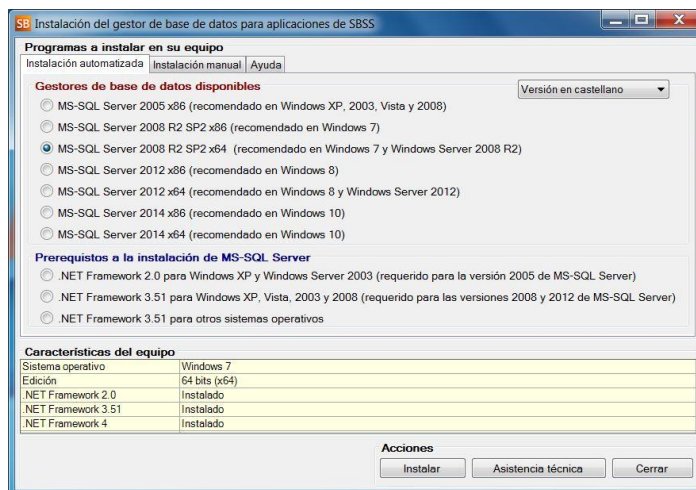 SB Instalación del gestor de base de datos para aplicaciones de SBSS
Programas a instalar en su equipo
Instalación automatizada Instalación manual Ayuda
Gestores de base de datos disponibles Versión en castellano
MS-SQL Server 2005 x86 (recomendado en Windows XP, 2003, Vista y 2008)
MS-SQL Server 2008 R2 SP2 x86 (recomendado en Windows 7)
MS-SQL Server 2008 R2 SP2 x64 (recomendado en Windows 7 y Windows Server 2008 R2)
MS-SQL Server 2012 x86 (recomendado en Windows 8)
MS-SQL Server 2012 x64 (recomendado en Windows 8 y Windows Server 2012)
MS-SQL Server 2014 x86 (recomendado en Windows 10)
MS-SQL Server 2014 x64 (recomendado en Windows 10)
Prerequistos a la instalación de MS-SQL Server
.NET Framework 2.0 para Windows XP y Windows Server 2003 (requerido para la versión 2005 de MS-SQL Server)
.NET Framework 3.51 para Windows XP, Vista, 2003 y 2008 (requerido para las versiones 2008 y 2012 de MS-SQL Server)
.NET Framework 3.51 para otros sistemas operativos
Características del equipo
Sistema operativo Windows 7
Edición 64 bits (x64)
.NET Framework 2.0 Instalado
.NET Framework 3.51 Instalado
.NET Framework 4 Instalado
Acciones
Instalar Asistencia técnica Cerrar